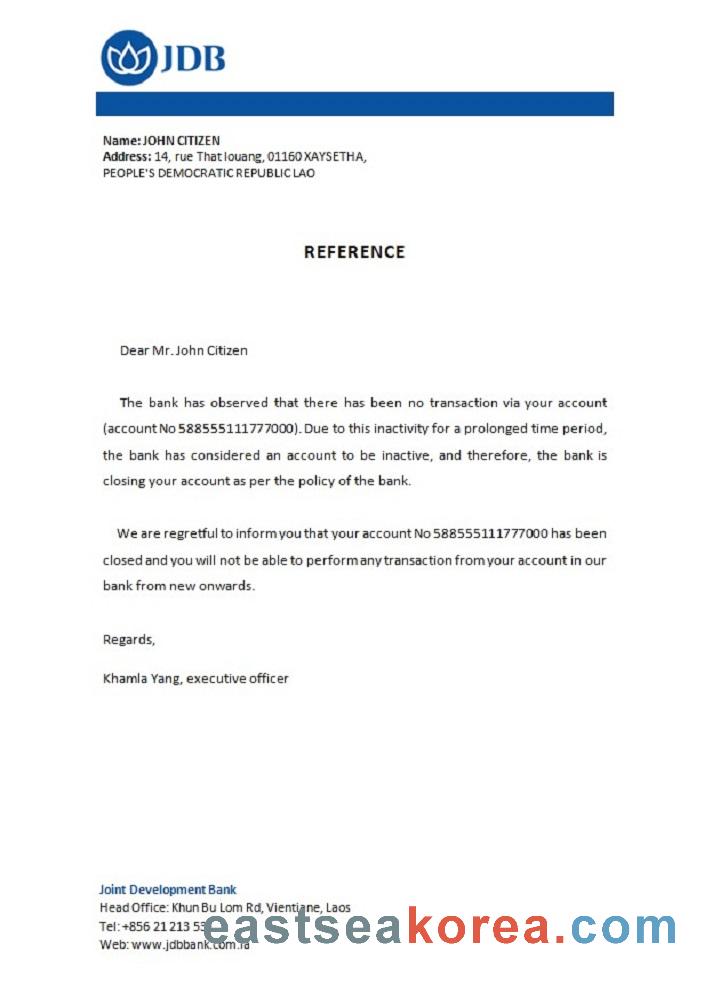 JDB
Name: JOHN CITIZEN
Address: 14, rue That louang, 01160 XAYSETHA,
PEOPLE'S DEMOCRATIC REPUBLIC LAO
REFERENCE
Dear Mr. John Citizen
The bank has observed that there has been no transaction via your account
(account No 588555111777000). Due to this inactivity for a prolonged time period,
the bank has considered an account to be inactive, and therefore, the bank is
closing your account as per the policy of the bank.
We are regretful to inform you that your account No 588555111777000 has been
closed and you will not be able to perform any transaction from your account in our
bank from new onwards.
Regards,
Khamla Yang, executive officer
Joint Development Bank
Head Office: Khun Bu Lom Rd, Vientiane, Laos
Tel: +856 21 213
Web: www.jdbbank.com.la
eastseakorea.com